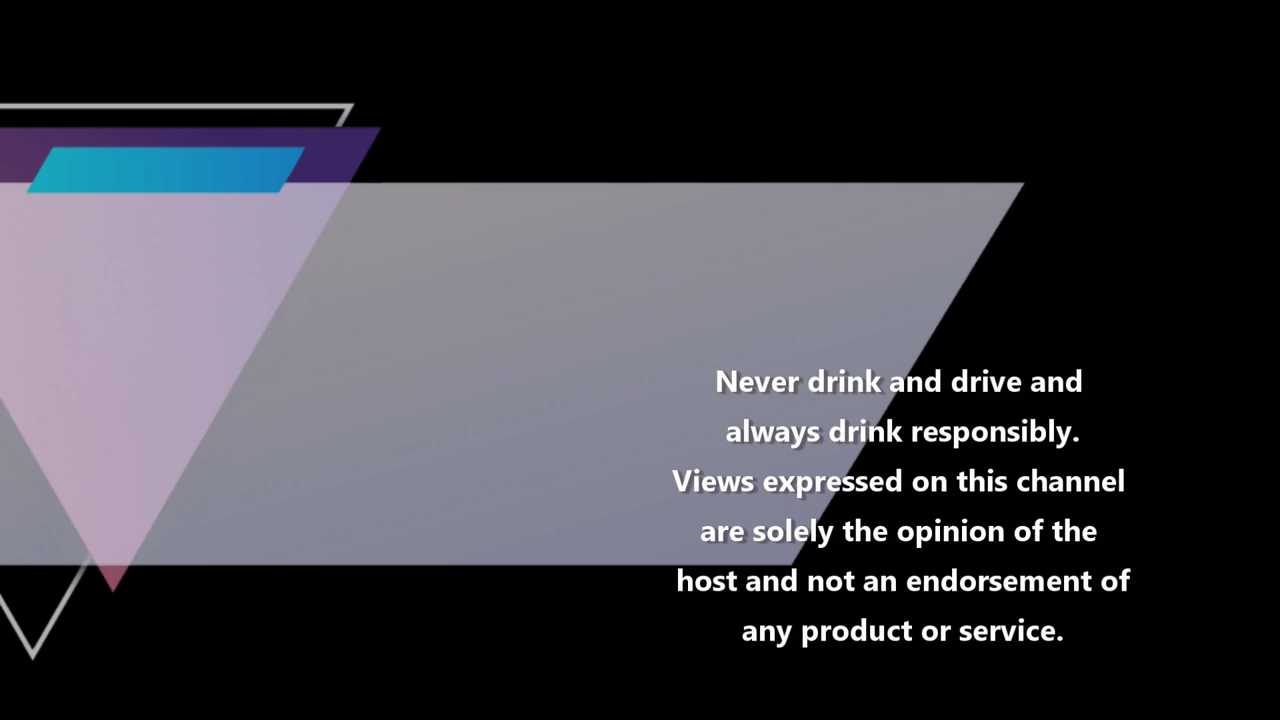 Never drink and drive and
always drink responsibly.
Views expressed on this channel
are solely the opinion of the
host and not an endorsement of
any product or service.